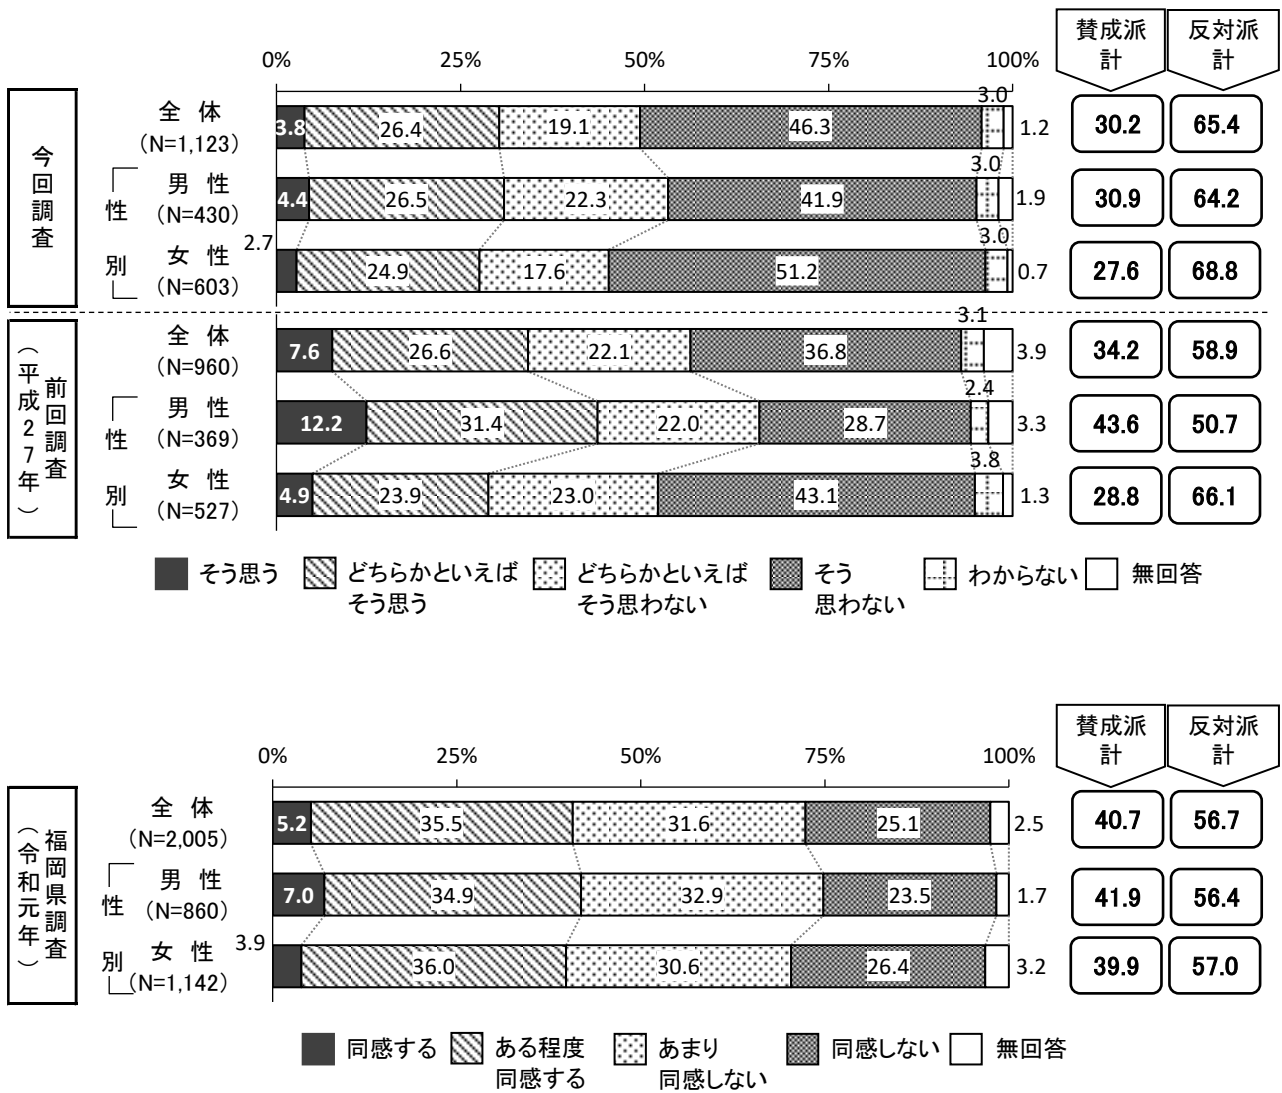 賛成派
計
反対派
計
0%
25%
50%
75%
100%
今回調査
全 体
(N=1,123)
3.8
26.4
19.1
46.3
3.0
1.2
30.2
65.4
性別
男 性
(N=430)
4.4
26.5
22.3
41.9
3.0
1.9
30.9
64.2
女 性
(N=603)
2.7
24.9
17.6
51.2
3.0
0.7
27.6
68.8
前回調査
（平成27年）
全 体
(N=960)
7.6
26.6
22.1
36.8
3.1
3.9
34.2
58.9
性別
男 性
(N=369)
12.2
31.4
22.0
28.7
2.4
3.3
43.6
50.7
女 性
(N=527)
4.9
23.9
23.0
43.1
3.8
1.3
28.8
66.1
そう思う
どちらかといえば
そう思う
どちらかといえば
そう思わない
そう
思わない
わからない
無回答
賛成派
計
反対派
計
0%
25%
50%
75%
100%
福岡県調査
（令和元年）
全 体
(N=2,005)
5.2
35.5
31.6
25.1
2.5
40.7
56.7
性別
男 性
(N=860)
7.0
34.9
32.9
23.5
1.7
41.9
56.4
女 性
(N=1,142)
3.9
36.0
30.6
26.4
3.2
39.9
57.0
同感する
ある程度
同感する
あまり
同感しない
同感しない
無回答